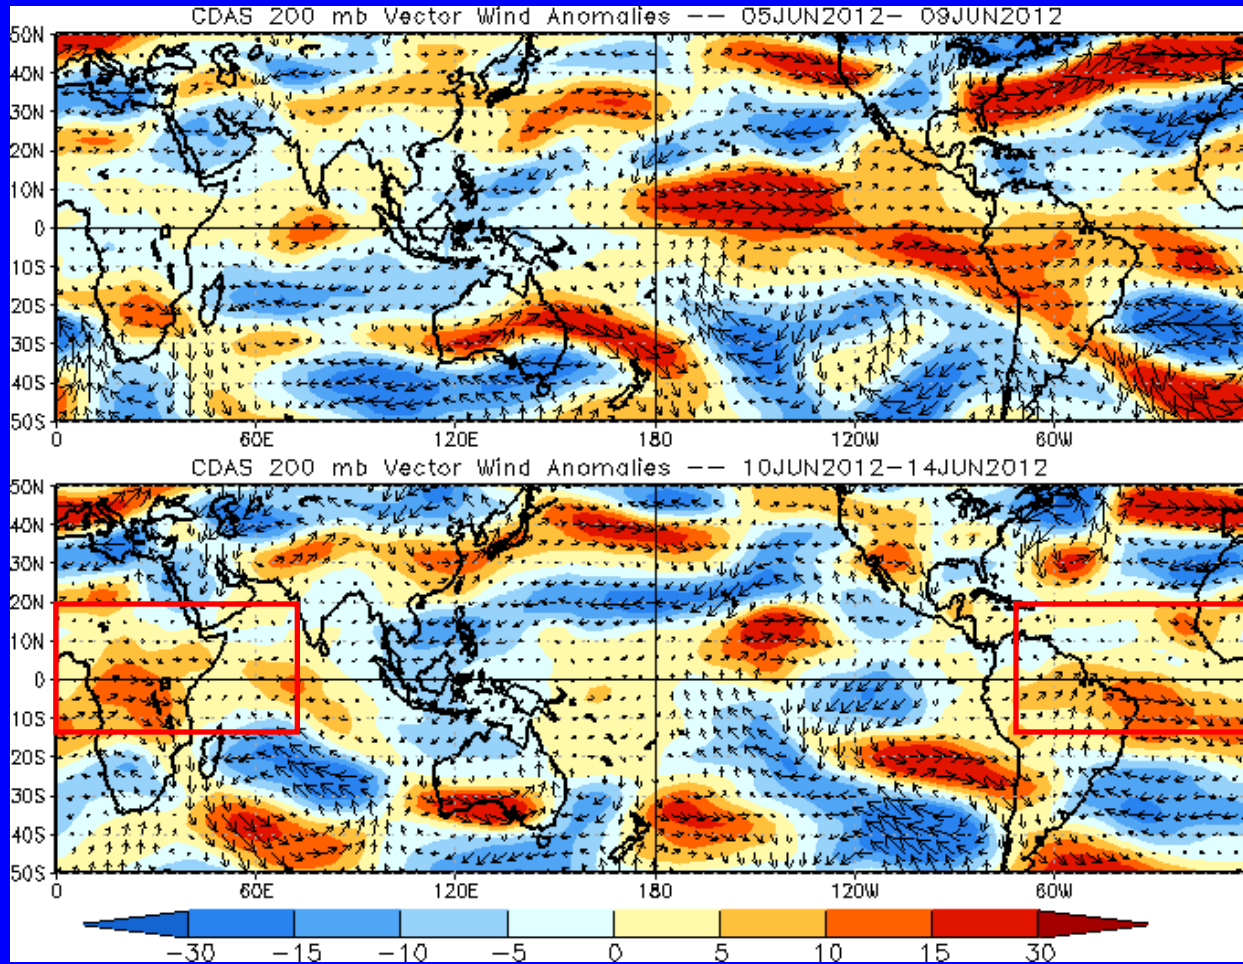 CDAS 200 mb Vector Wind Anomalies -- 05JUN2012- 09JUN2012
50N
40N
30N
20N
10N
0
10S
20S
30S
40S
50S
0 60E 120E 180 120W 60W
CDAS 200 mb Vector Wind Anomalies -- 10JUN2012-14JUN2012
50N
40N
30N
20N
10N
0
10S
20S
30S
40S
50S
0 60E 120E 180 120W 60W
-30 -15 -10 -5 0 5 10 15 30